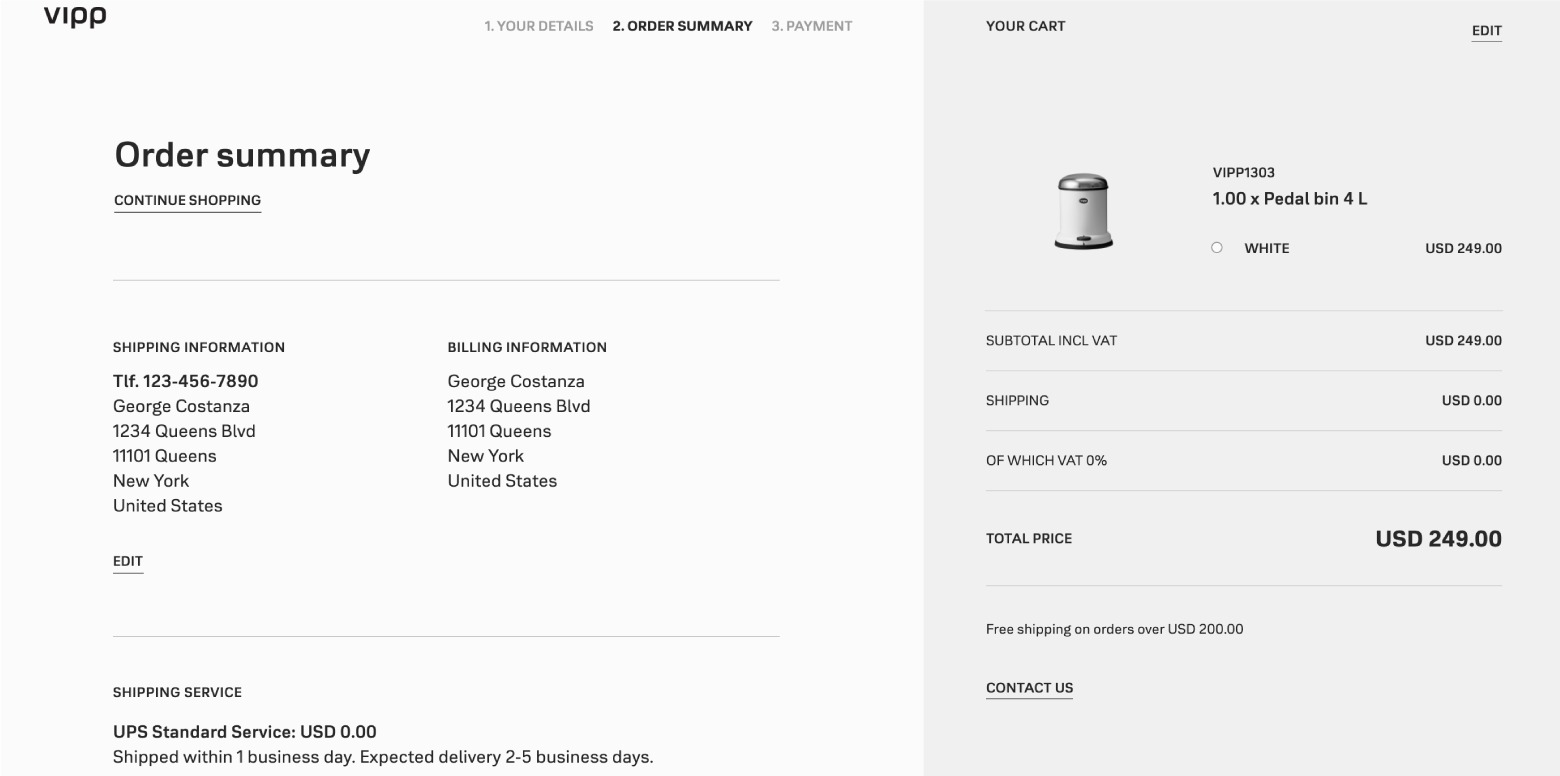 vipp
1. YOUR DETAILS 2. ORDER SUMMARY 3. PAYMENT
Order summary
CONTINUE SHOPPING
SHIPPING INFORMATION
Tlf. 123-456-7890
George Costanza
1234 Queens Blvd
11101 Queens
New York
United States
EDIT
BILLING INFORMATION
George Costanza
1234 Queens Blvd
11101 Queens
New York
United States
SHIPPING SERVICE
UPS Standard Service: USD 0.00
Shipped within 1 business day. Expected delivery 2-5 business days.
YOUR CART
EDIT
VIPP1303
1.00 x Pedal bin 4 L
WHITE USD 249.00
SUBTOTAL INCL VAT USD 249.00
SHIPPING USD 0.00
OF WHICH VAT 0% USD 0.00
TOTAL PRICE USD 249.00
Free shipping on orders over USD 200.00
CONTACT US